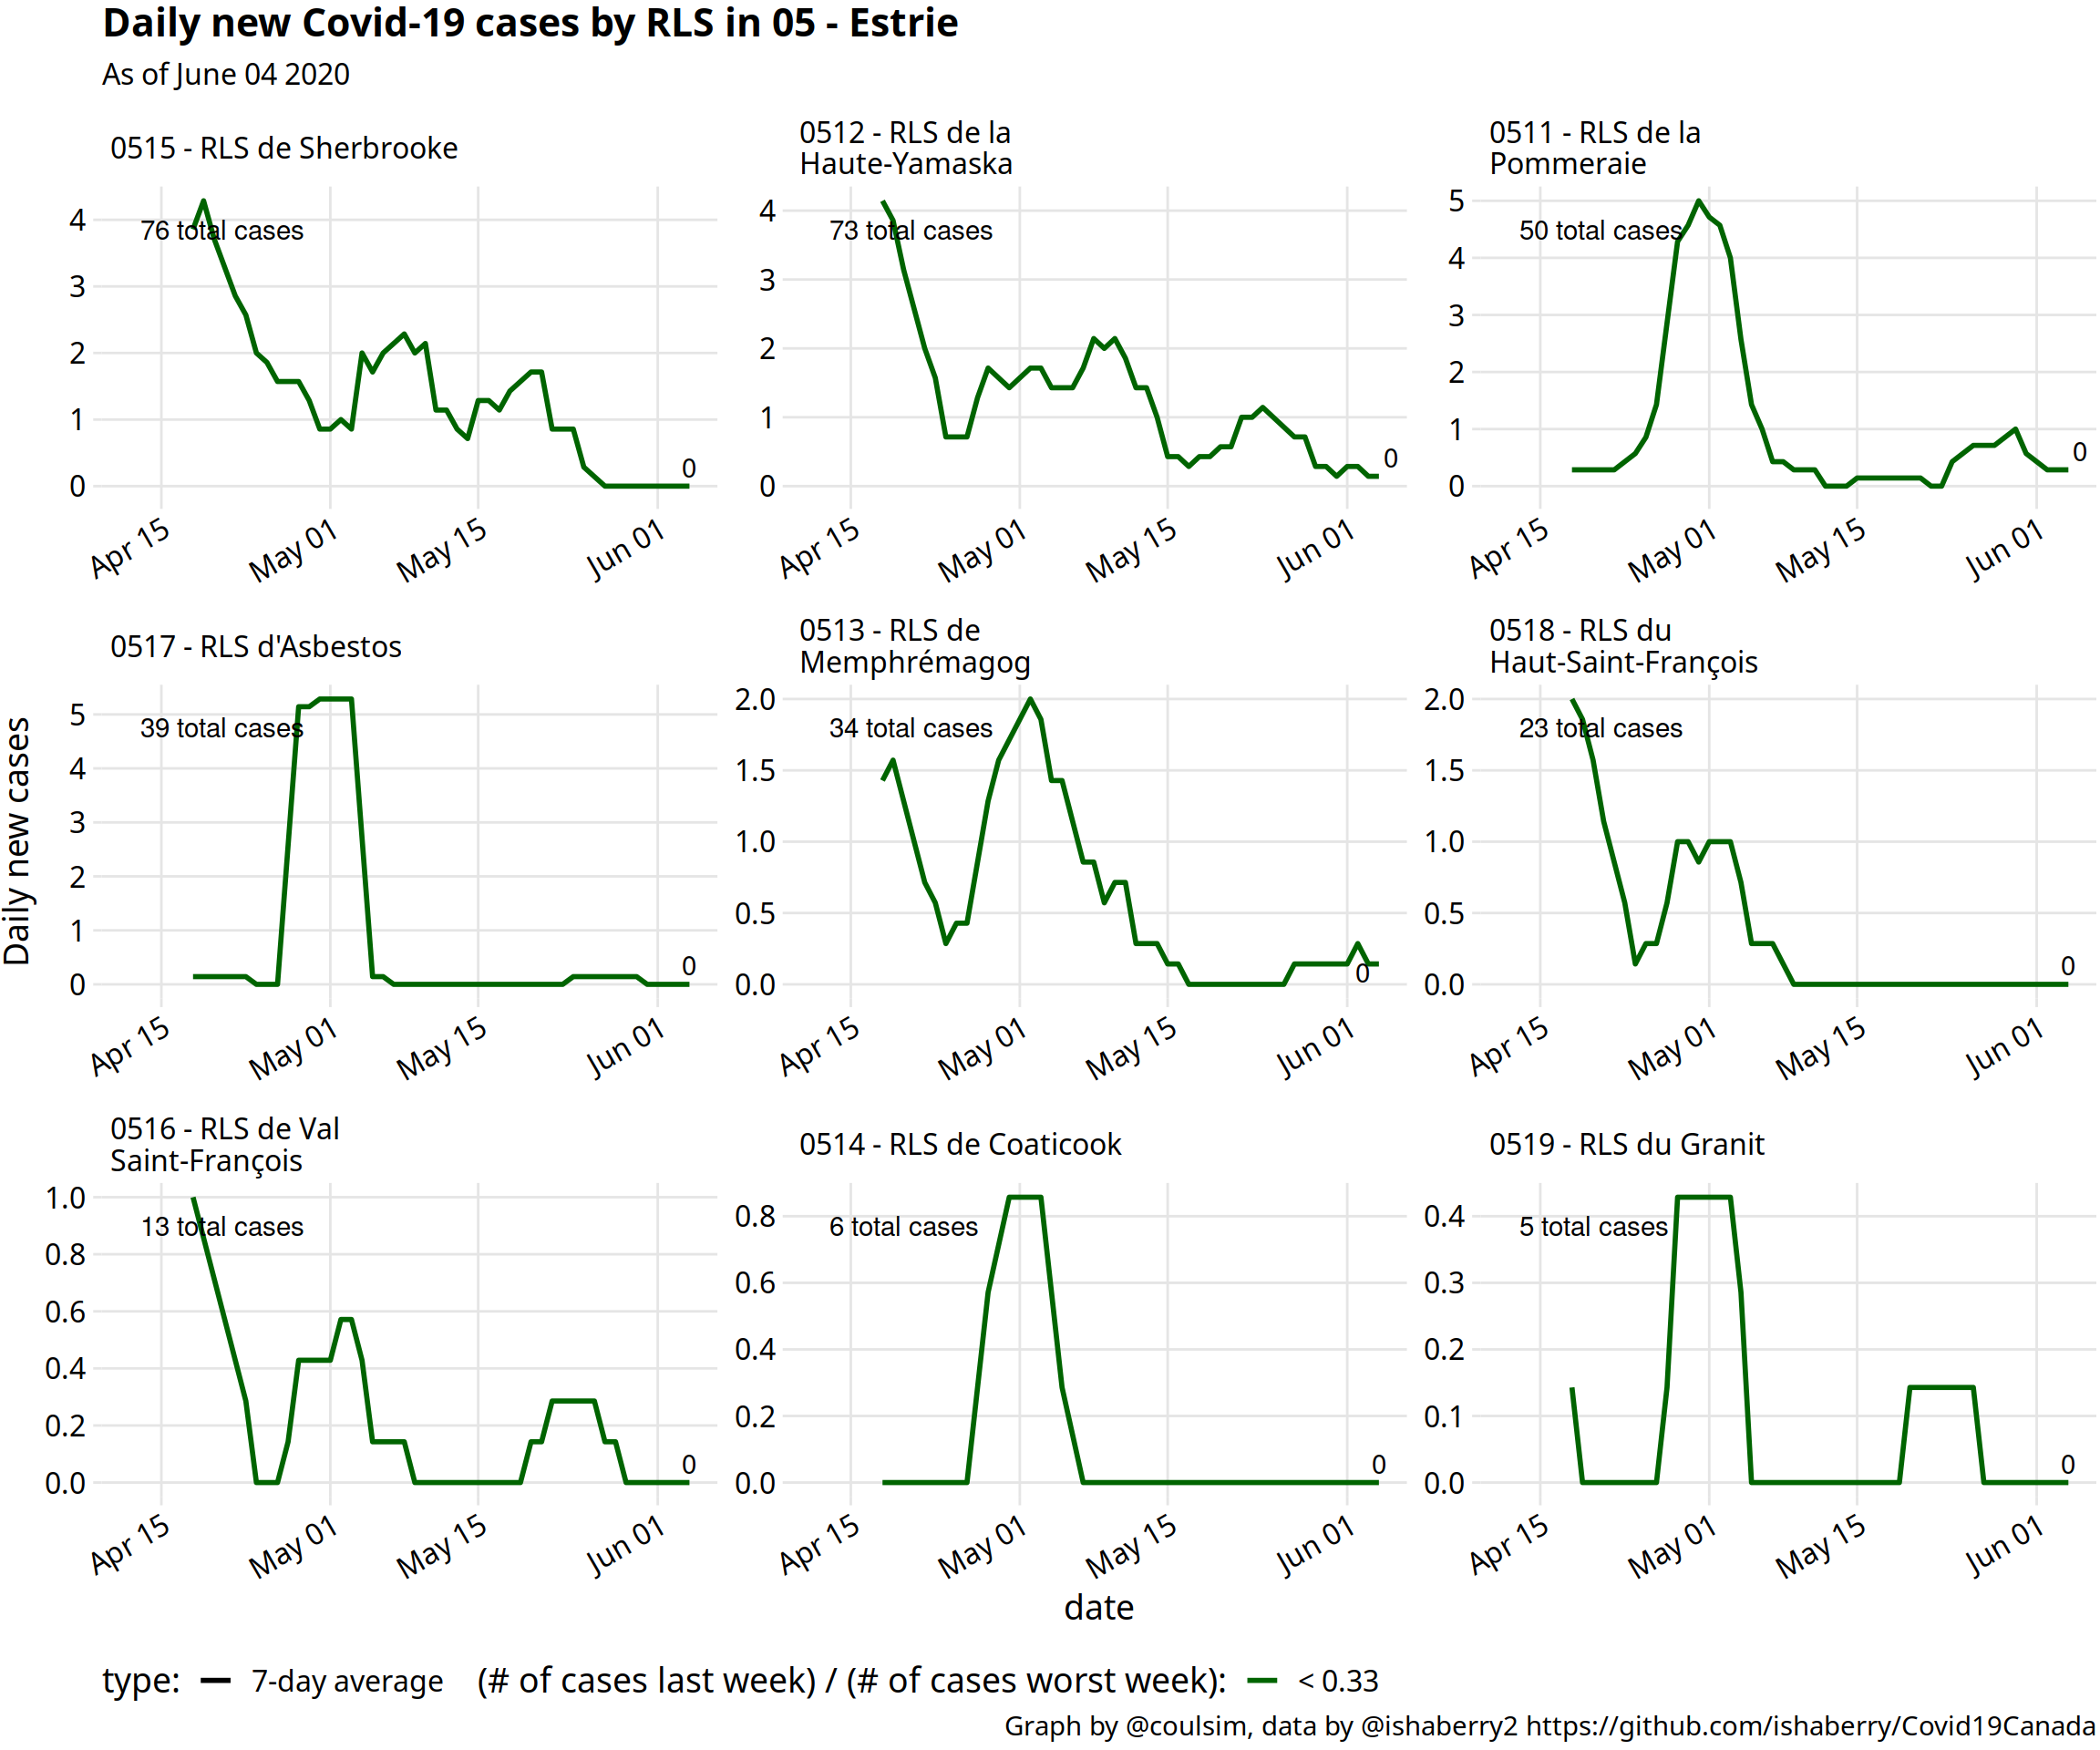 Daily new Covid-19 cases by RLS in 05 - Estrie
As of June 04 2020
0515 - RLS de Sherbrooke
76 total cases
4
3
2
1
0
0
Apr 15
May 01
May 15
Jun 01
0512 - RLS de la
Haute-Yamaska
73 total cases
4
3
2
1
0
0
Apr 15
May 01
May 15
Jun 01
0511 - RLS de la
Pommeraie
50 total cases
5
4
3
2
1
0
0
Apr 15
May 01
May 15
Jun 01
Daily new cases
0517 - RLS d'Asbestos
39 total cases
5
4
3
2
1
0
0
Apr 15
May 01
May 15
Jun 01
0513 - RLS de
Memphrémagog
34 total cases
2.0
1.5
1.0
0.5
0.0
0
Apr 15
May 01
May 15
Jun 01
0518 - RLS du
Haut-Saint-François
23 total cases
2.0
1.5
1.0
0.5
0.0
0
Apr 15
May 01
May 15
Jun 01
0516 - RLS de Val
Saint-François
13 total cases
1.0
0.8
0.6
0.4
0.2
0.0
0
Apr 15
May 01
May 15
Jun 01
0514 - RLS de Coaticook
6 total cases
0.8
0.6
0.4
0.2
0.0
0
Apr 15
May 01
May 15
Jun 01
0519 - RLS du Granit
5 total cases
0.4
0.3
0.2
0.1
0.0
0
Apr 15
May 01
May 15
Jun 01
date
type: 7-day average (# of cases last week) / (# of cases worst week): < 0.33
Graph by @coulsim, data by @ishaberry2 https://github.com/ishaberry/Covid19Canada